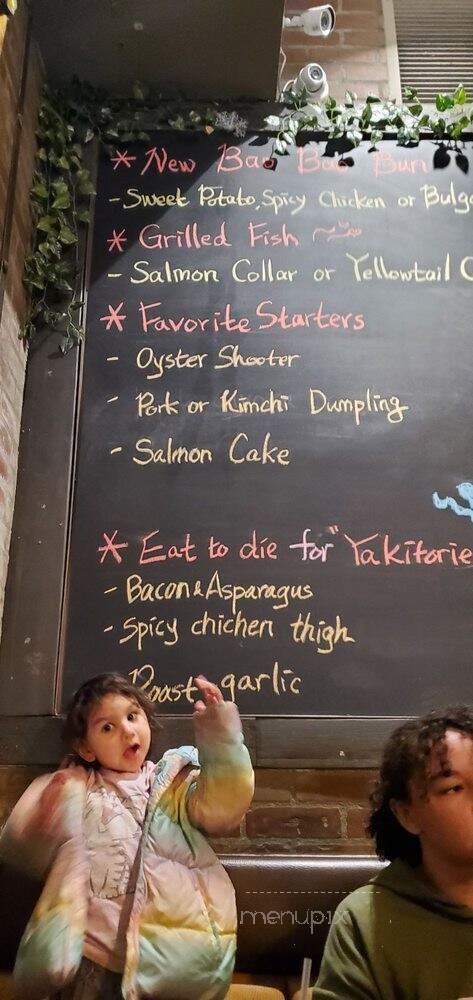 * New Bao Bao Bun
- Sweet Potato, Spicy Chicken or Bulgo
* Grilled Fish
- Salmon Collar or Yellowtail C
* Favorite Starters
- Oyster Shooter
- Pork or Kimchi Dumpling
- Salmon Cake
* Eat to die for "Yakitorie
- Bacon & Asparagus
- Spicy chichen thigh
Roast garlic
menupix